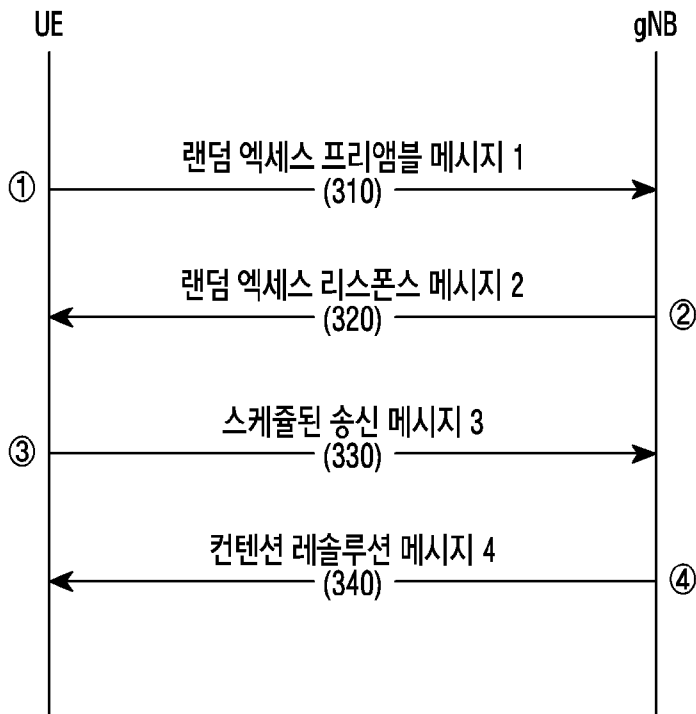 UE gNB
랜덤 엑세스 프리앰블 메시지 1
① (310)
랜덤 엑세스 리스폰스 메시지 2
(320) ②
스케쥴된 송신 메시지 3
③ (330)
컨텐션 레솔루션 메시지 4
(340) ④